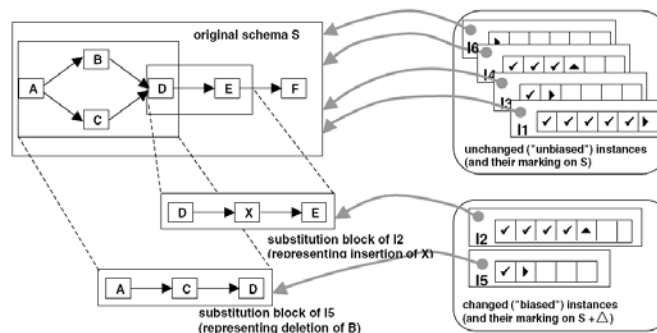 original schema S
A
B
C
D
E
F
I6
I4
I3
I1
unchanged ("unbiased") instances
(and their marking on S)
D
X
E
substitution block of I2
(representing insertion of X)
A
C
D
substitution block of I5
(representing deletion of B)
I2
I5
changed ("biased") instances
(and their marking on S + △)